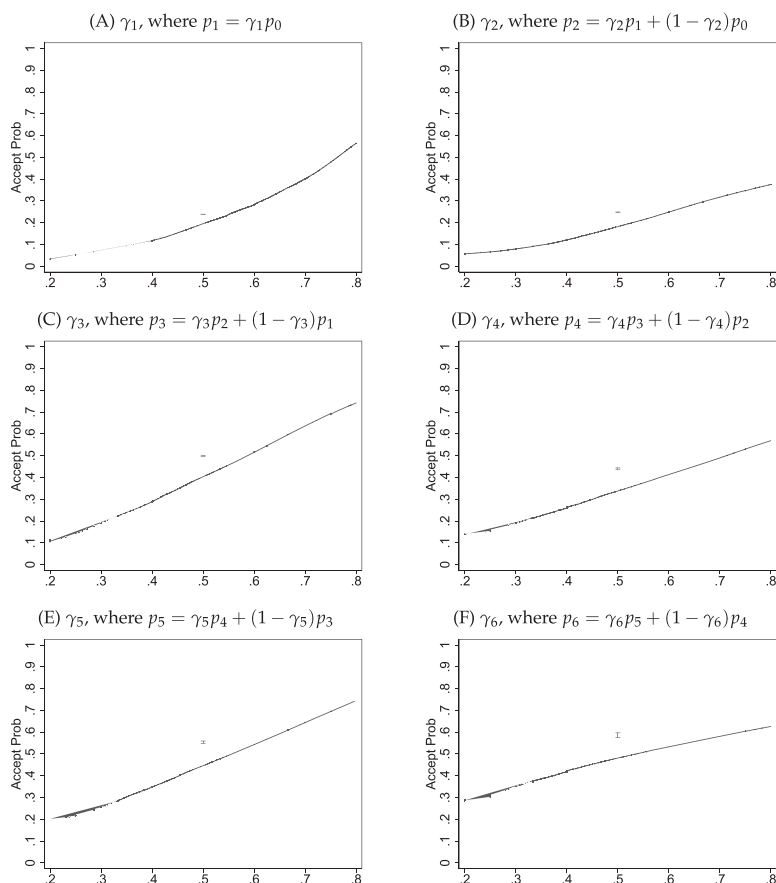 (A) γ1, where p1 = γ1p0
(B) γ2, where p2 = γ2p1 + (1 − γ2)p0
Accept Prob
0 .1 .2 .3 .4 .5 .6 .7 .8 .9 1
.2 .3 .4 .5 .6 .7 .8
Accept Prob
0 .1 .2 .3 .4 .5 .6 .7 .8 .9 1
.2 .3 .4 .5 .6 .7 .8
(C) γ3, where p3 = γ3p2 + (1 − γ3)p1
(D) γ4, where p4 = γ4p3 + (1 − γ4)p2
Accept Prob
0 .1 .2 .3 .4 .5 .6 .7 .8 .9 1
.2 .3 .4 .5 .6 .7 .8
Accept Prob
0 .1 .2 .3 .4 .5 .6 .7 .8 .9 1
.2 .3 .4 .5 .6 .7 .8
(E) γ5, where p5 = γ5p4 + (1 − γ5)p3
(F) γ6, where p6 = γ6p5 + (1 − γ6)p4
Accept Prob
0 .1 .2 .3 .4 .5 .6 .7 .8 .9 1
.2 .3 .4 .5 .6 .7 .8
Accept Prob
0 .1 .2 .3 .4 .5 .6 .7 .8 .9 1
.2 .3 .4 .5 .6 .7 .8